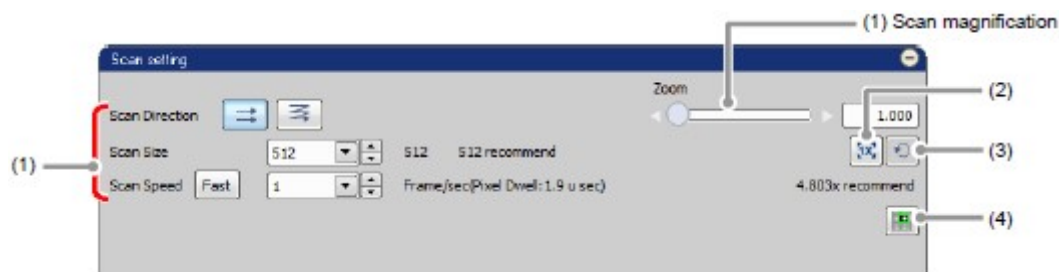 (1) Scan magnification
Scan setting
Zoom
(2)
Scan Direction
1.000
Scan Size 512 512 512 recommend
1X
(3)
(1)
Scan Speed Fast 1 Frame/sec(Pixel Dwell: 1.9 u sec) 4.803x recommend
(4)